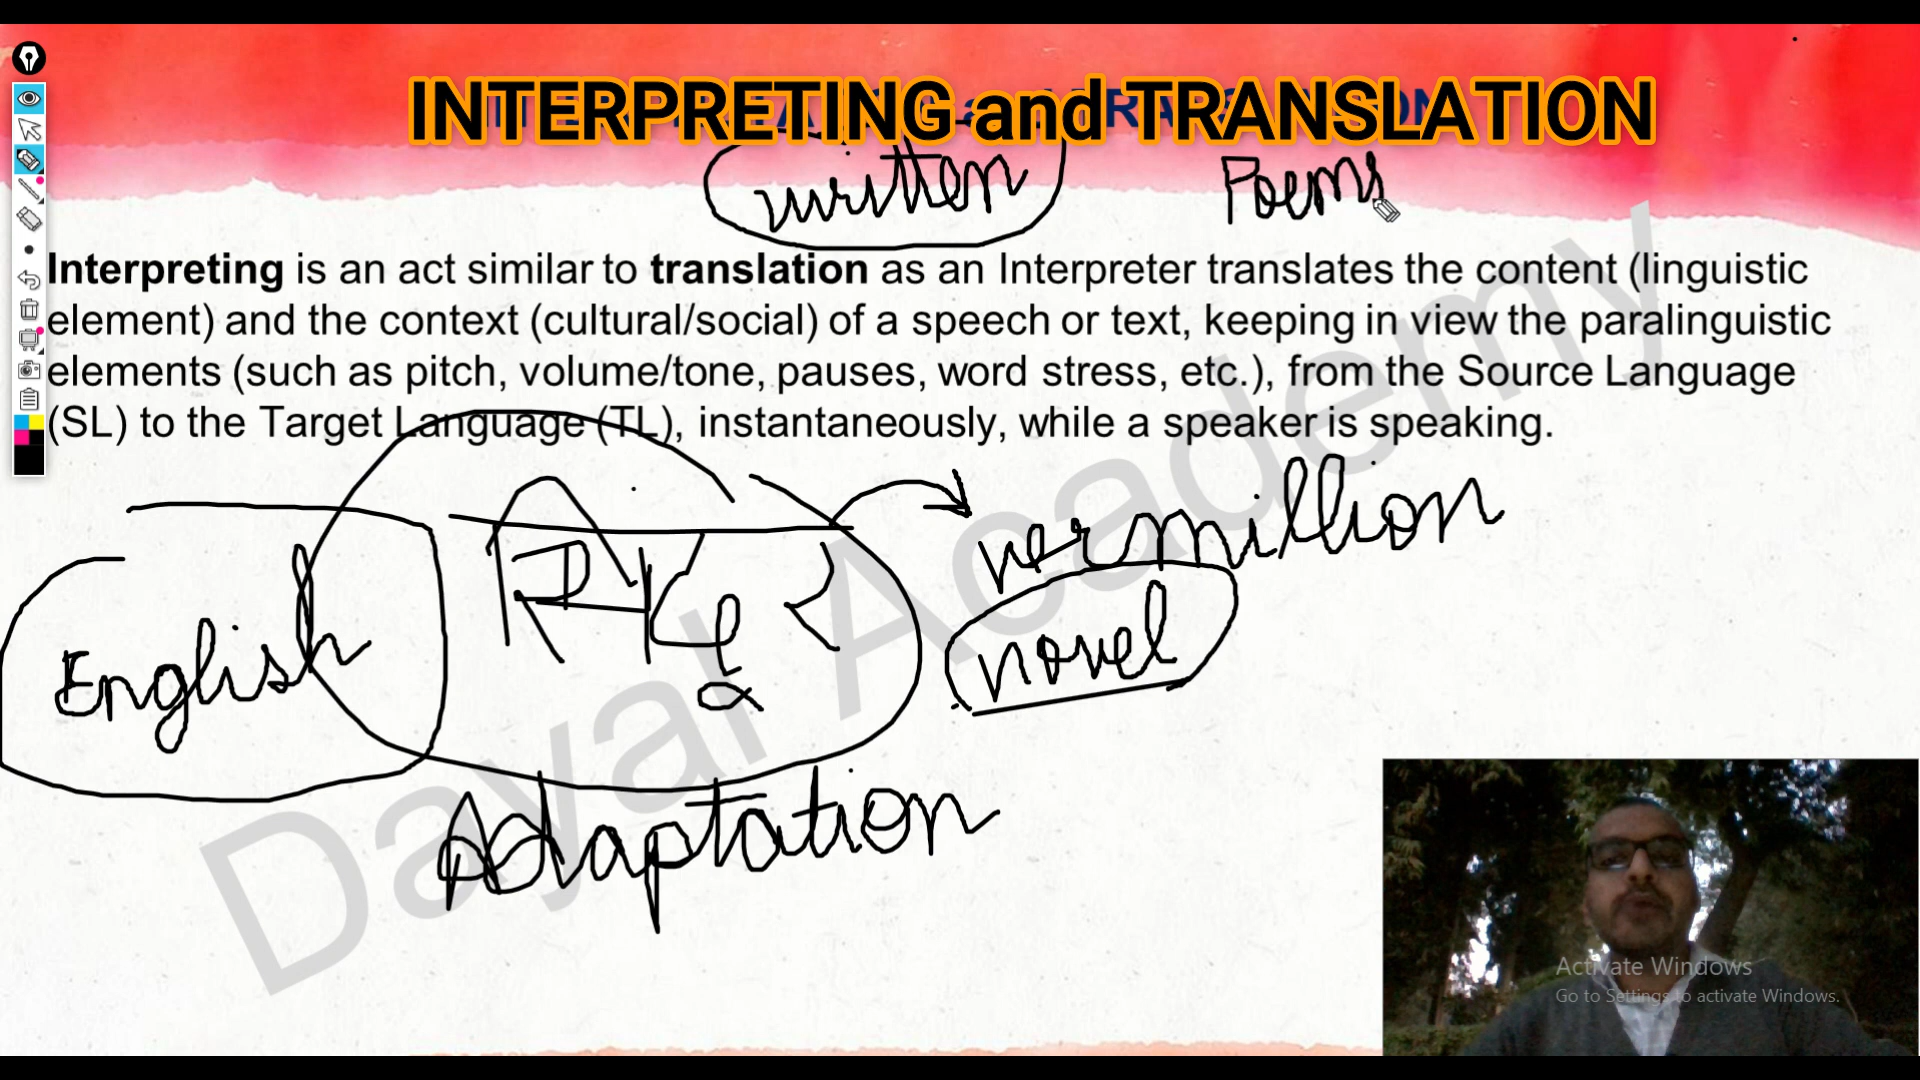 INTERPRETING and TRANSLATION
written Poems
Interpreting is an act similar to translation as an Interpreter translates the content (linguistic
element) and the context (cultural/social) of a speech or text, keeping in view the paralinguistic
elements (such as pitch, volume/tone, pauses, word stress, etc.), from the Source Language
(SL) to the Target Language (TL), instantaneously, while a speaker is speaking.
vermillion
English
novel
Adaptation
Dayal Academy
Activate Windows
Go to Settings to activate Windows.